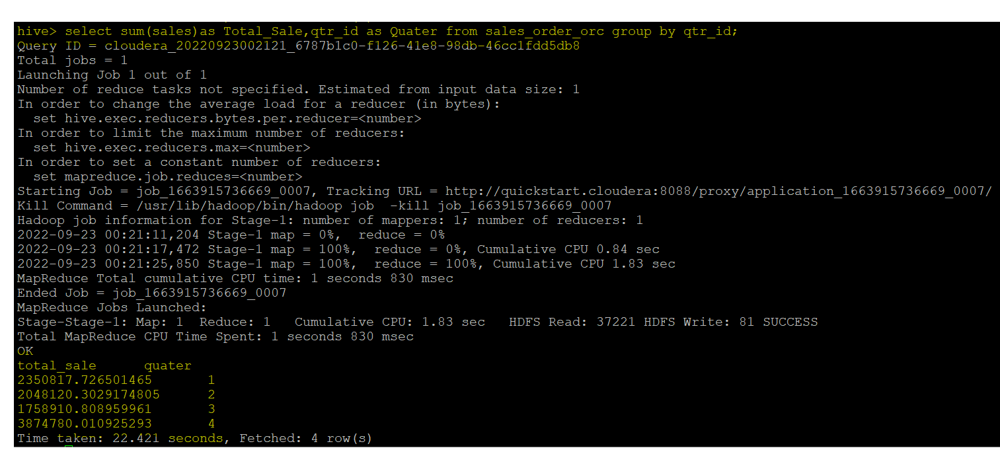 hive> select sum(sales)as Total_Sale,qtr_id as Quater from sales_order_orc group by qtr_id;
Query ID = cloudera_20220923002121_6787b1c0-f126-41e8-98db-46cc1fdd5db8
Total jobs = 1
Launching Job 1 out of 1
Number of reduce tasks not specified. Estimated from input data size: 1
In order to change the average load for a reducer (in bytes):
  set hive.exec.reducers.bytes.per.reducer=<number>
In order to limit the maximum number of reducers:
  set hive.exec.reducers.max=<number>
In order to set a constant number of reducers:
  set mapreduce.job.reduces=<number>
Starting Job = job_1663915736669_0007, Tracking URL = http://quickstart.cloudera:8088/proxy/application_1663915736669_0007/
Kill Command = /usr/lib/hadoop/bin/hadoop job  -kill job_1663915736669_0007
Hadoop job information for Stage-1: number of mappers: 1; number of reducers: 1
2022-09-23 00:21:11,204 Stage-1 map = 0%,  reduce = 0%
2022-09-23 00:21:17,472 Stage-1 map = 100%,  reduce = 0%, Cumulative CPU 0.84 sec
2022-09-23 00:21:25,850 Stage-1 map = 100%,  reduce = 100%, Cumulative CPU 1.83 sec
MapReduce Total cumulative CPU time: 1 seconds 830 msec
Ended Job = job_1663915736669_0007
MapReduce Jobs Launched:
Stage-Stage-1: Map: 1  Reduce: 1   Cumulative CPU: 1.83 sec   HDFS Read: 37221 HDFS Write: 81 SUCCESS
Total MapReduce CPU Time Spent: 1 seconds 830 msec
OK
total_sale      quater
2350817.726501465       1
2048120.3029174805      2
1758910.808959961       3
3874780.010925293       4
Time taken: 22.421 seconds, Fetched: 4 row(s)